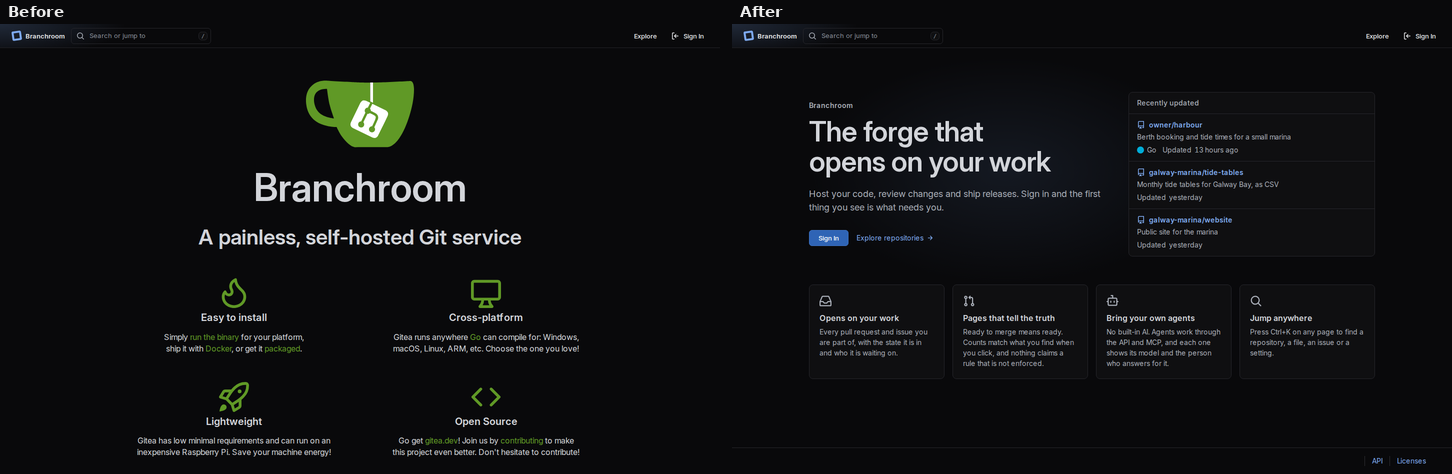 Before
Branchroom
Search or jump to
/
Explore
Sign In
Branchroom
A painless, self-hosted Git service
Easy to install
Simply run the binary for your platform,
ship it with Docker, or get it packaged.
Cross-platform
Gitea runs anywhere Go can compile for: Windows,
macOS, Linux, ARM, etc. Choose the one you love!
Lightweight
Gitea has low minimal requirements and can run on an
inexpensive Raspberry Pi. Save your machine energy!
Open Source
Go get gitea.dev! Join us by contributing to make
this project even better. Don't hesitate to contribute!
After
Branchroom
Search or jump to
/
Explore
Sign In
Branchroom
The forge that
opens on your work
Host your code, review changes and ship releases. Sign in and the first
thing you see is what needs you.
Sign In
Explore repositories →
Recently updated
owner/harbour
Berth booking and tide times for a small marina
Go Updated 13 hours ago
galway-marina/tide-tables
Monthly tide tables for Galway Bay, as CSV
Updated yesterday
galway-marina/website
Public site for the marina
Updated yesterday
Opens on your work
Every pull request and issue you
are part of, with the state it is in
and who it is waiting on.
Pages that tell the truth
Ready to merge means ready.
Counts match what you find when
you click, and nothing claims a
rule that is not enforced.
Bring your own agents
No built-in AI. Agents work through
the API and MCP, and each one
shows its model and the person
who answers for it.
Jump anywhere
Press Ctrl+K on any page to find a
repository, a file, an issue or a
setting.
API
Licenses